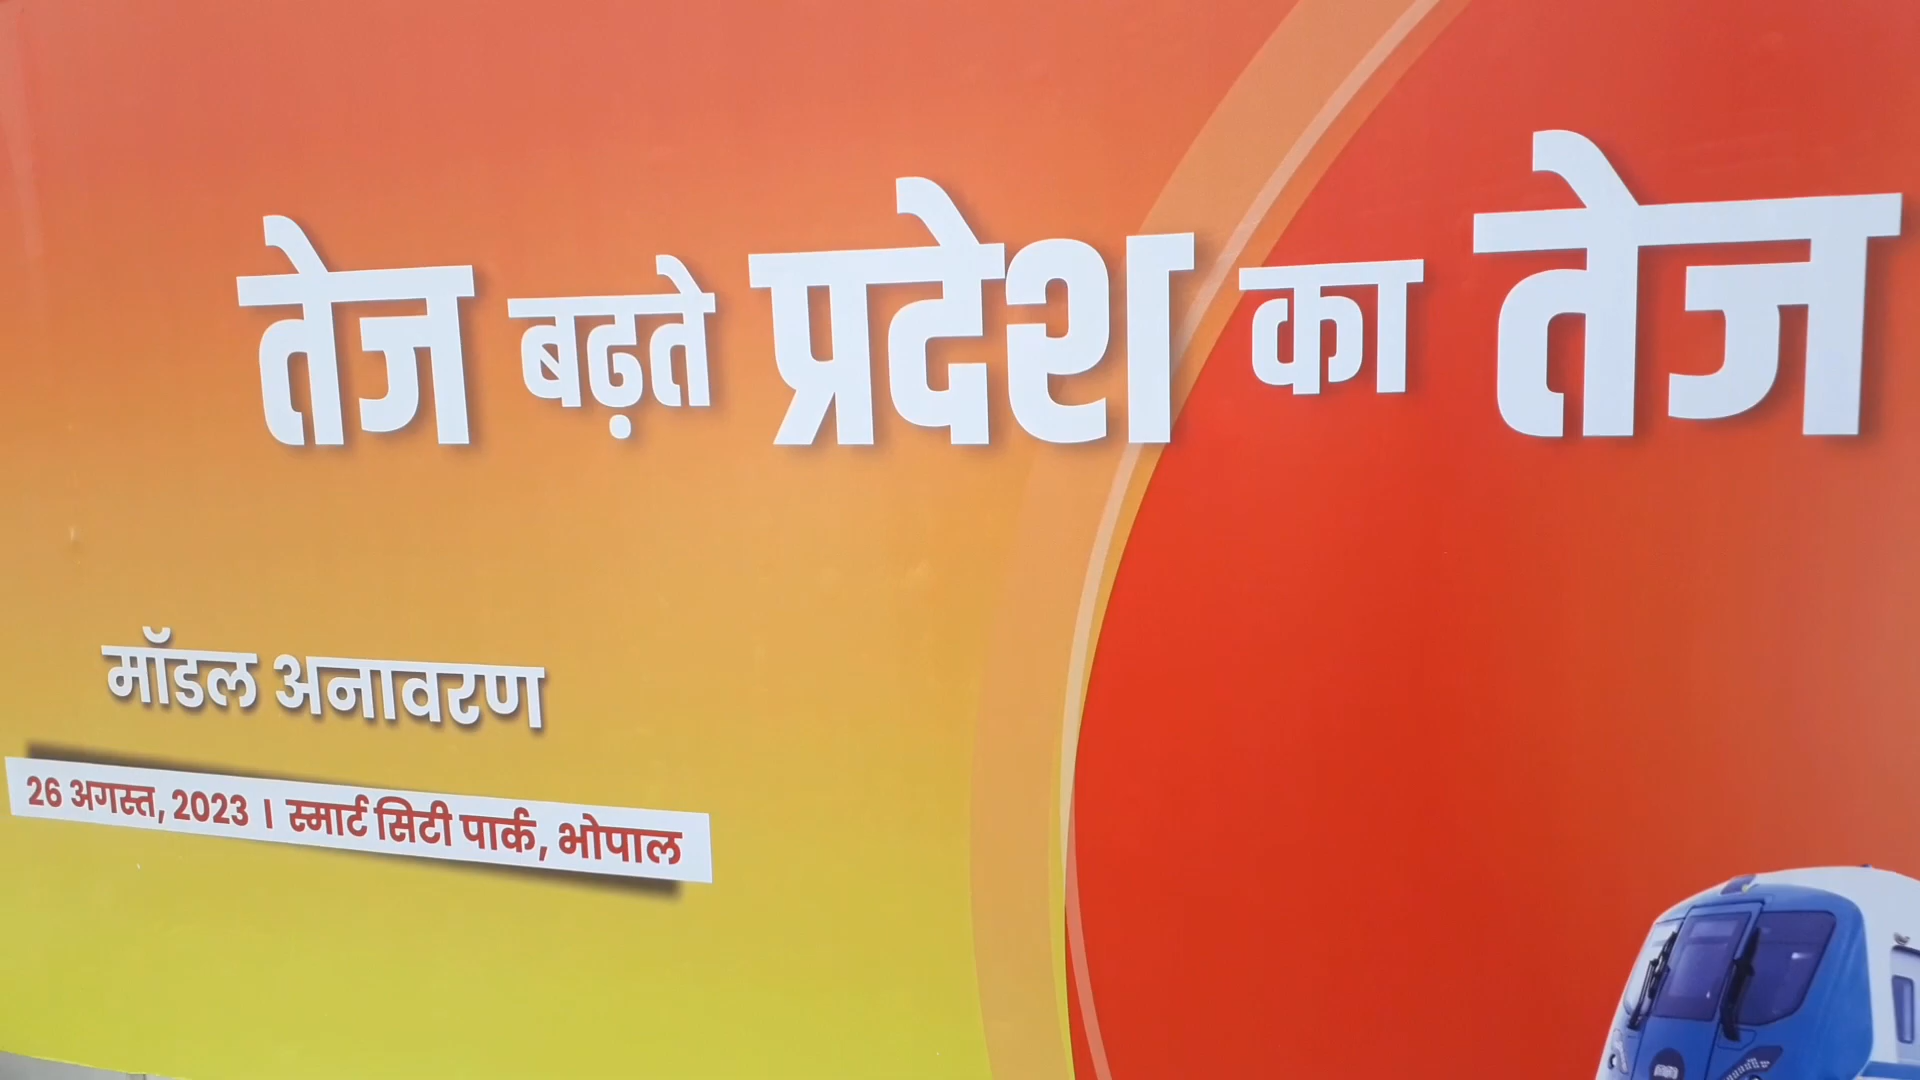 तेज बढ़ते प्रदेश का तेज
मॉडल अनावरण
26 अगस्त, 2023 । स्मार्ट सिटी पार्क, भोपाल